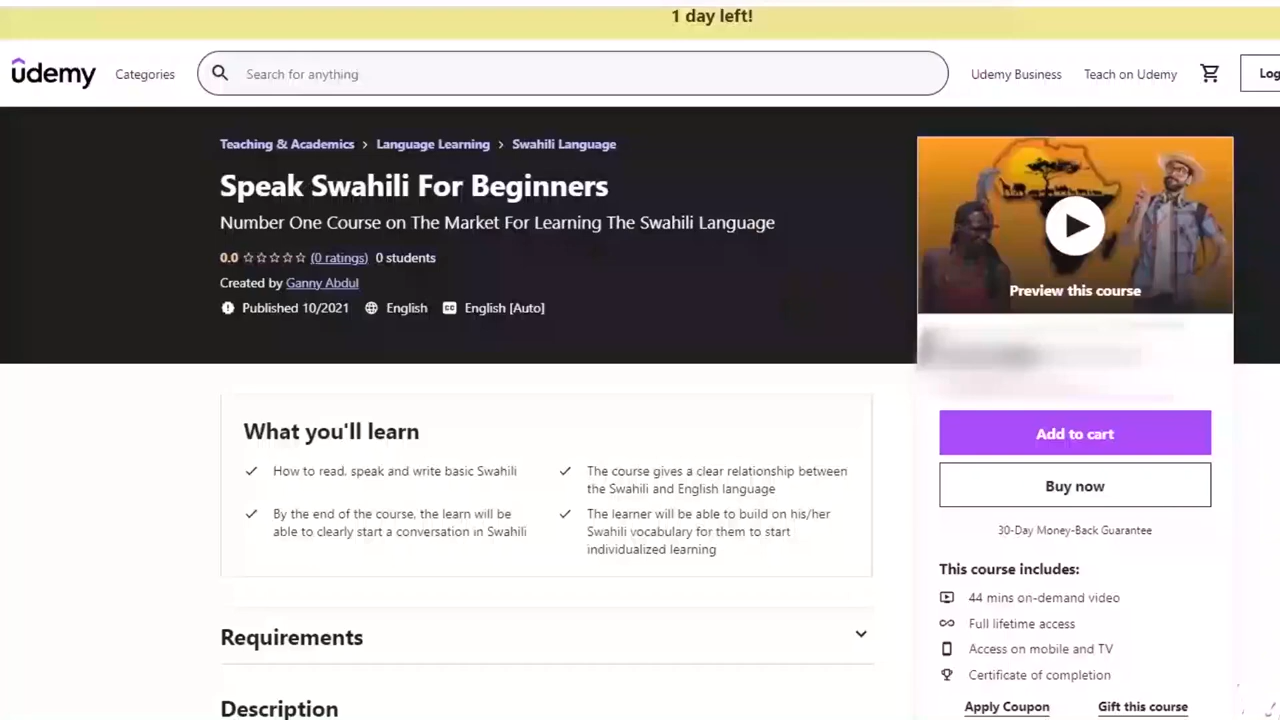 1 day left!
udemy
Categories
Search for anything
Udemy Business
Teach on Udemy
Log
Teaching & Academics > Language Learning > Swahili Language
Speak Swahili For Beginners
Number One Course on The Market For Learning The Swahili Language
0.0 (0 ratings) 0 students
Created by Ganny Abdul
Published 10/2021 English CC English [Auto]
Preview this course
What you'll learn
How to read, speak and write basic Swahili
By the end of the course, the learn will be
able to clearly start a conversation in Swahili
The course gives a clear relationship between
the Swahili and English language
The learner will be able to build on his/her
Swahili vocabulary for them to start
individualized learning
Requirements
Description
Add to cart
Buy now
30-Day Money-Back Guarantee
This course includes:
44 mins on-demand video
Full lifetime access
Access on mobile and TV
Certificate of completion
Apply Coupon
Gift this course